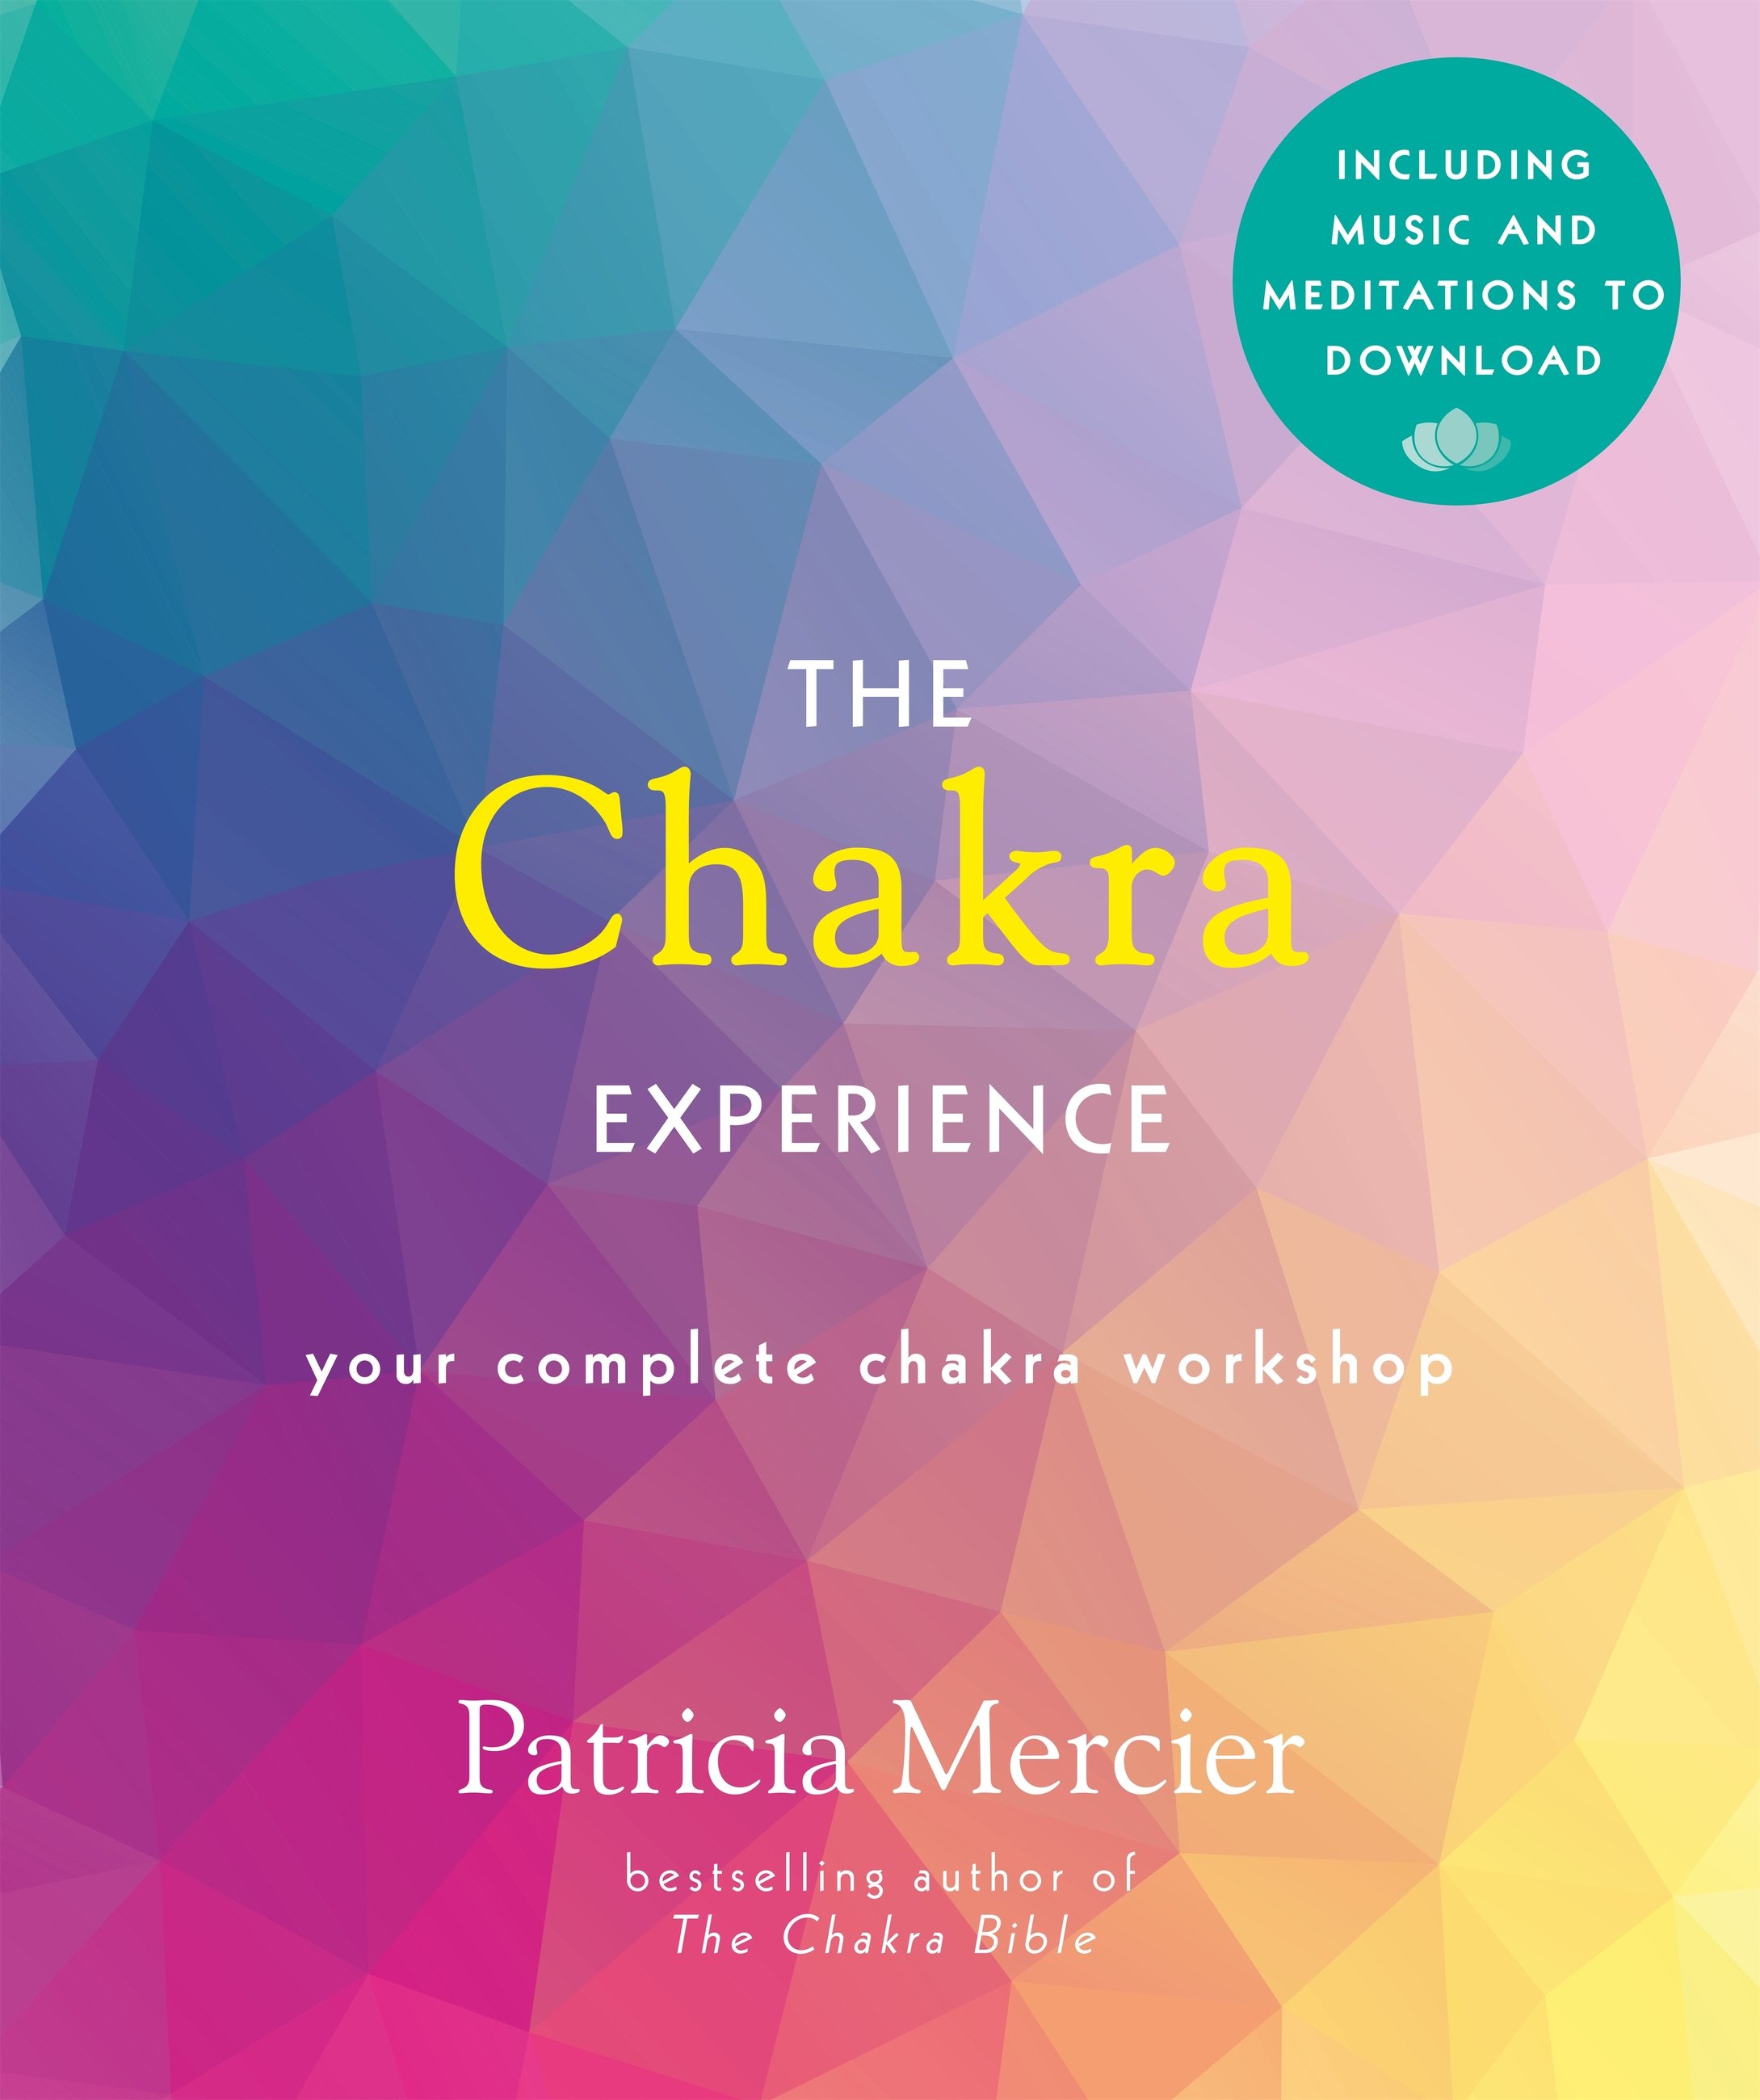 INCLUDING
MUSIC AND
MEDITATIONS TO
DOWNLOAD
THE
Chakra
EXPERIENCE
your complete chakra workshop
Patricia Mercier
bestselling author of
The Chakra Bible